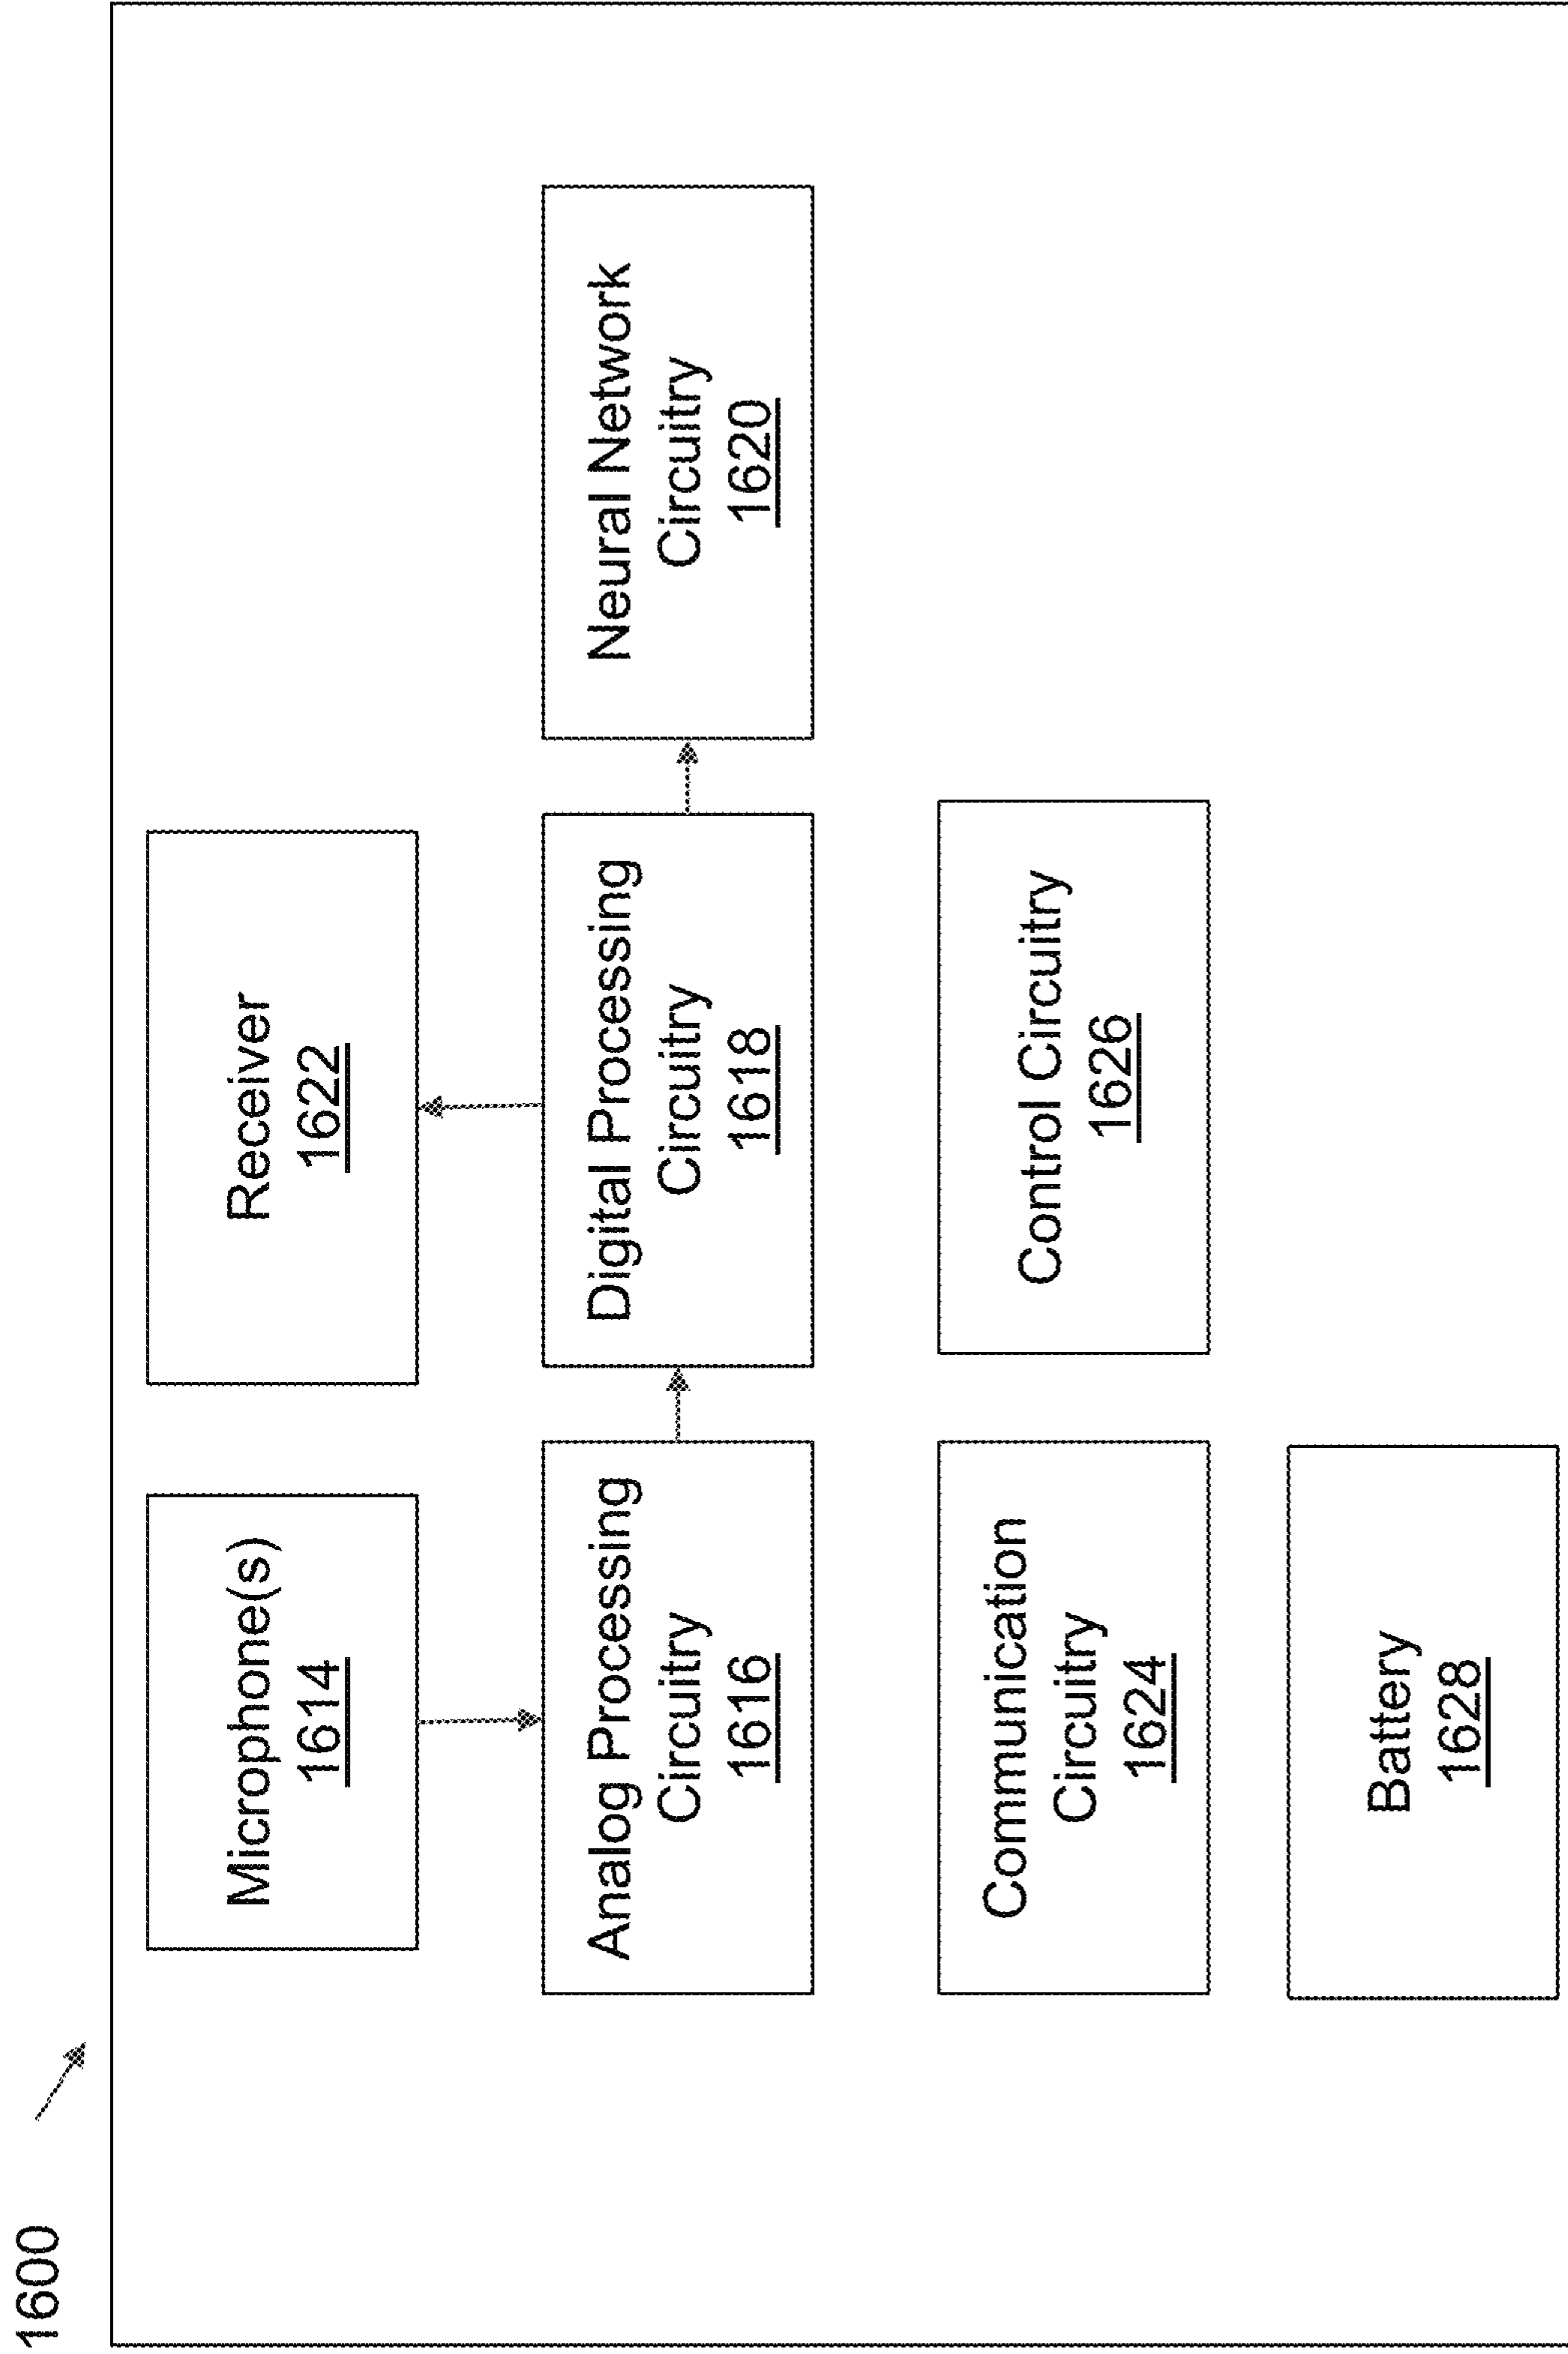 1600
Microphone(s)
1614
Receiver
1622
Analog Processing
Circuitry
1616
Digital Processing
Circuitry
1618
Neural Network
Circuitry
1620
Communication
Circuitry
1624
Control Circuitry
1626
Battery
1628